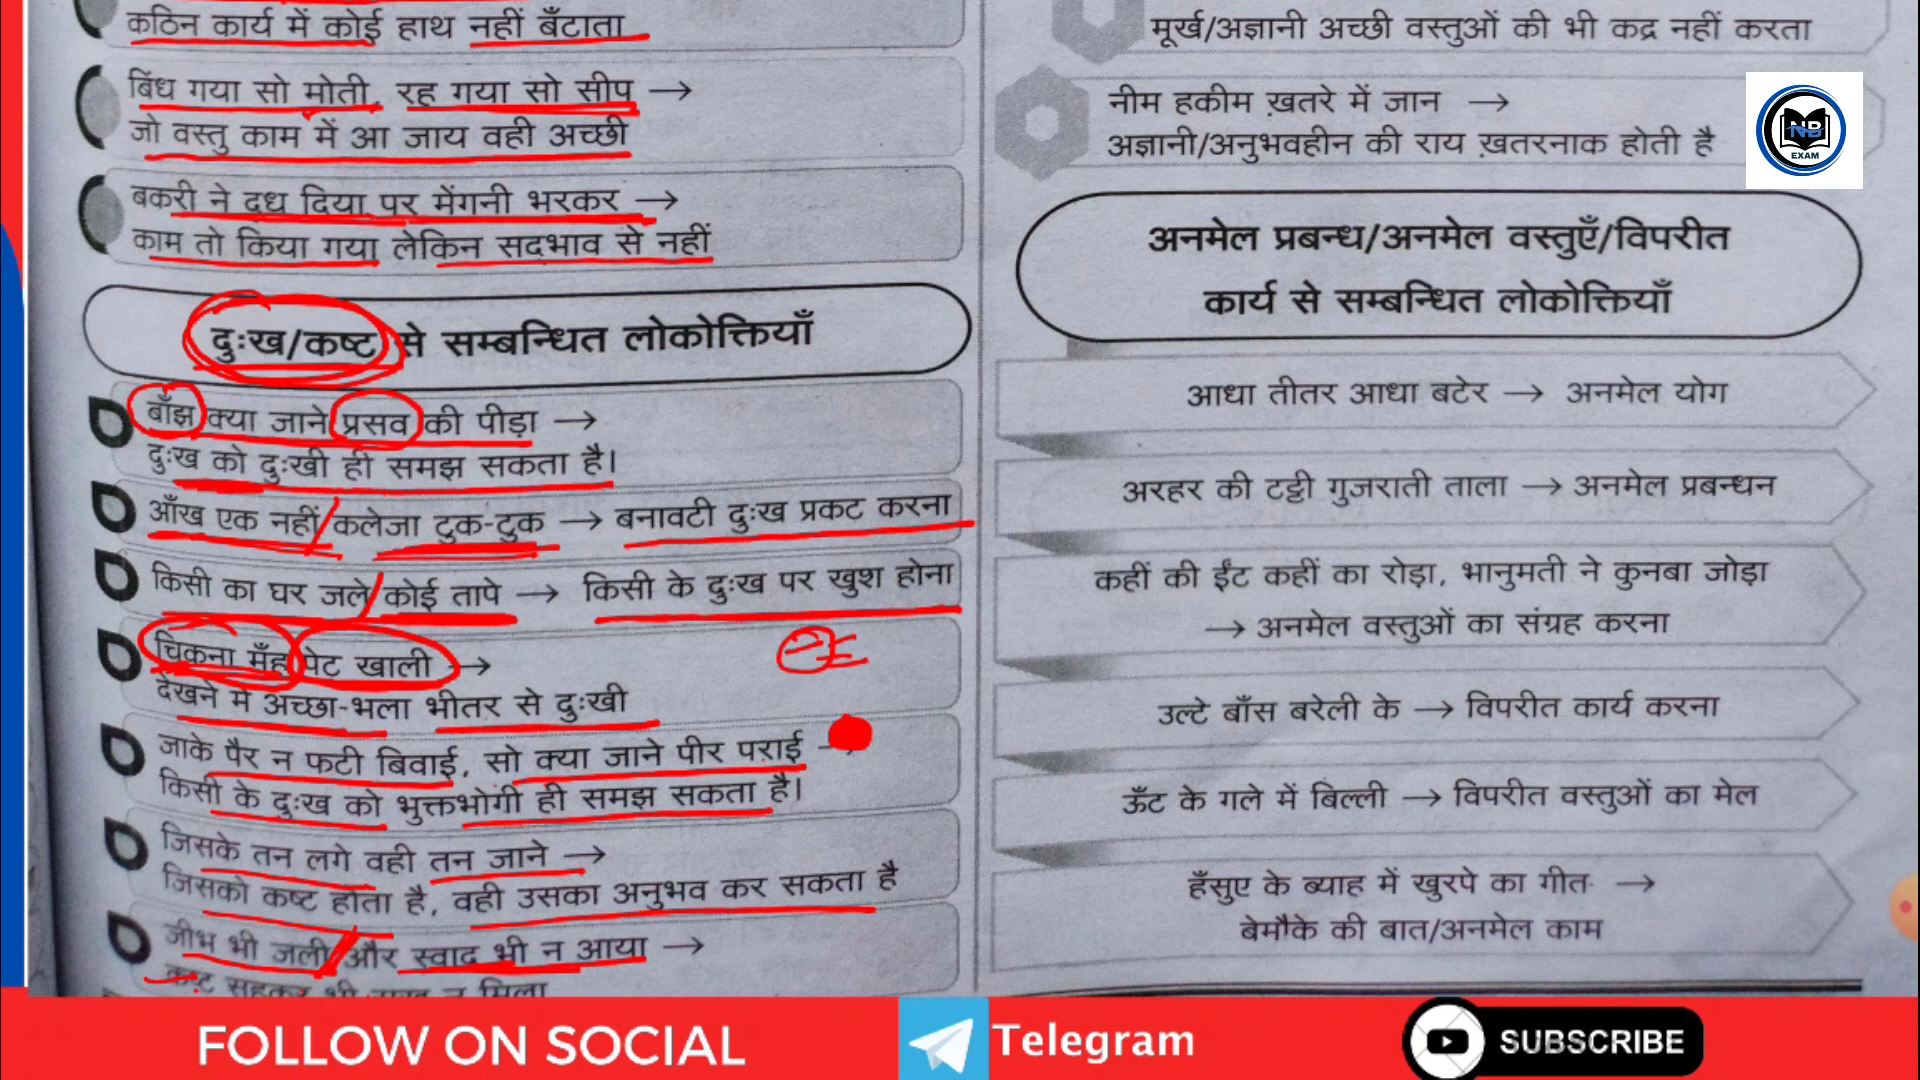 कठिन कार्य में कोई हाथ नहीं बँटाता
बिंध गया सो मोती, रह गया सो सीप →
जो वस्तु काम में आ जाय वही अच्छी
बकरी ने दूध दिया पर मेंगनी भरकर →
काम तो किया गया लेकिन सद्भाव से नहीं
दुःख/कष्ट से सम्बन्धित लोकोक्तियाँ
बाँझ क्या जाने प्रसव की पीड़ा →
दुःख को दुःखी ही समझ सकता है।
आँख एक नहीं कलेजा टुक-टुक → बनावटी दुःख प्रकट करना
किसी का घर जले कोई तापे → किसी के दुःख पर खुश होना
चिकना मुँह पेट खाली →
देखने में अच्छा-भला भीतर से दुःखी
जाके पैर न फटी बिवाई, सो क्या जाने पीर पराई →
किसी के दुःख को भुक्तभोगी ही समझ सकता है।
जिसके तन लगे वही तन जाने →
जिसको कष्ट होता है, वही उसका अनुभव कर सकता है
जीभ भी जली और स्वाद भी न आया →
कष्ट सहकर भी सुख न मिला
मूर्ख/अज्ञानी अच्छी वस्तुओं की भी कद्र नहीं करता
नीम हकीम ख़तरे में जान →
अज्ञानी/अनुभवहीन की राय ख़तरनाक होती है
NB
EXAM
अनमेल प्रबन्ध/अनमेल वस्तुएँ/विपरीत
कार्य से सम्बन्धित लोकोक्तियाँ
आधा तीतर आधा बटेर → अनमेल योग
अरहर की टट्टी गुजराती ताला → अनमेल प्रबन्धन
कहीं की ईंट कहीं का रोड़ा, भानुमती ने कुनबा जोड़ा
→ अनमेल वस्तुओं का संग्रह करना
उल्टे बाँस बरेली के → विपरीत कार्य करना
ऊँट के गले में बिल्ली → विपरीत वस्तुओं का मेल
हँसुए के ब्याह में खुरपे का गीत →
बेमौके की बात/अनमेल काम
FOLLOW ON SOCIAL
Telegram
SUBSCRIBE